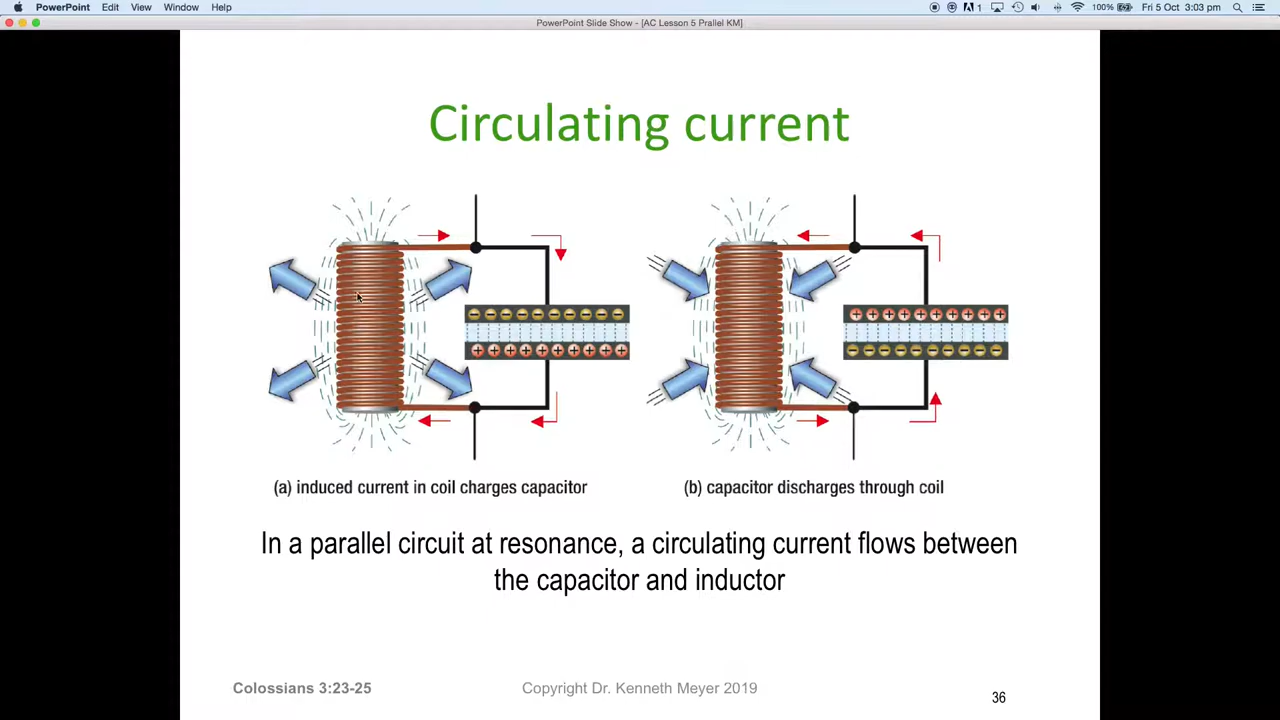 PowerPoint Edit View Window Help 1 100% Fri 5 Oct 3:03 pm
PowerPoint Slide Show - [AC Lesson 5 Prallel KM]
Circulating current
(a) induced current in coil charges capacitor
(b) capacitor discharges through coil
In a parallel circuit at resonance, a circulating current flows between
the capacitor and inductor
Colossians 3:23-25
Copyright Dr. Kenneth Meyer 2019
36